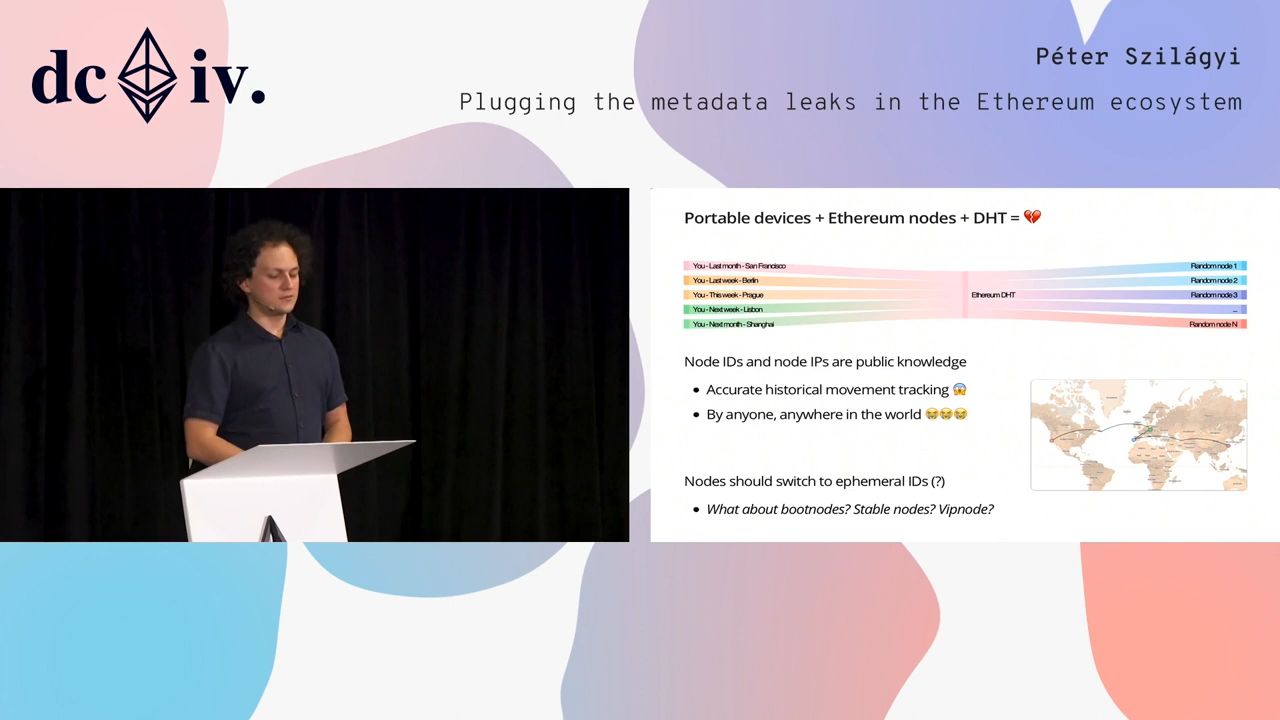 dc iv.
Péter Szilágyi
Plugging the metadata leaks in the Ethereum ecosystem
Portable devices + Ethereum nodes + DHT = 💔
You - Last month - San Francisco
You - Last week - Berlin
You - This week - Prague
You - Next week - Lisbon
You - Next month - Shanghai
Ethereum DHT
Random node 1
Random node 2
Random node 3
...
Random node N
Node IDs and node IPs are public knowledge
• Accurate historical movement tracking 😱
• By anyone, anywhere in the world 😭😭😭
Nodes should switch to ephemeral IDs (?)
• What about bootnodes? Stable nodes? Vipnode?